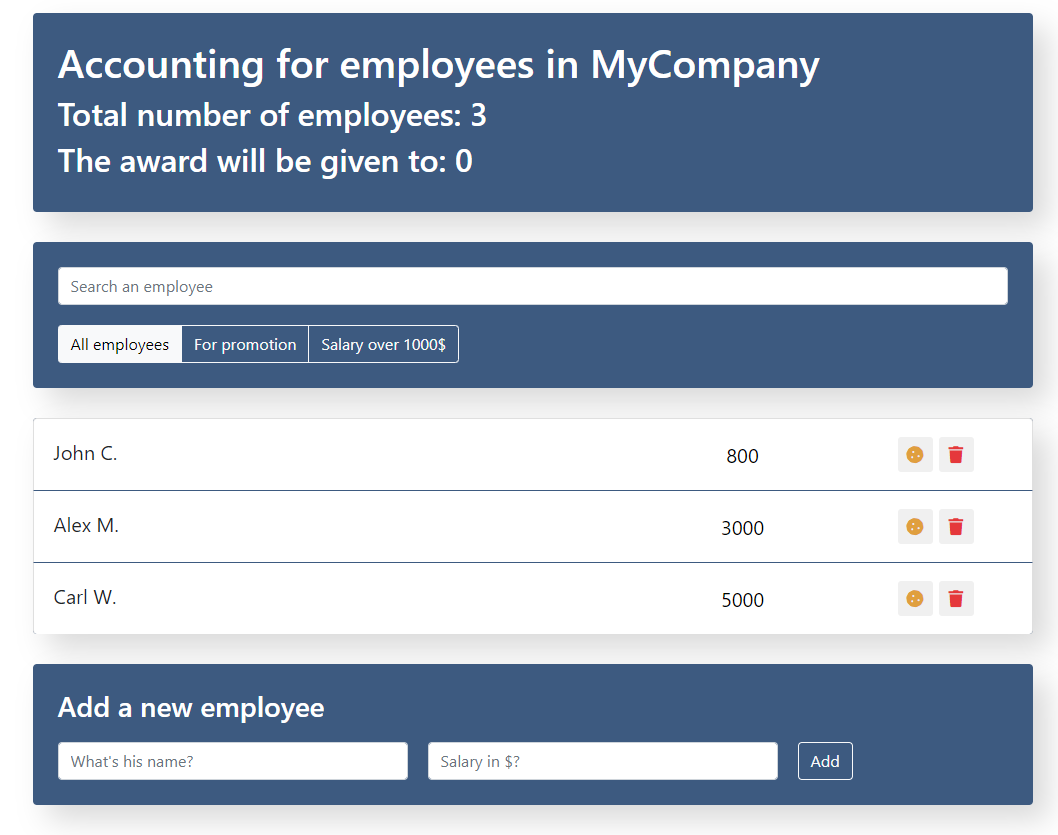 Accounting for employees in MyCompany
Total number of employees: 3
The award will be given to: 0
Search an employee
All employees For promotion Salary over 1000$
John C. 800
Alex M. 3000
Carl W. 5000
Add a new employee
What's his name? Salary in $? Add